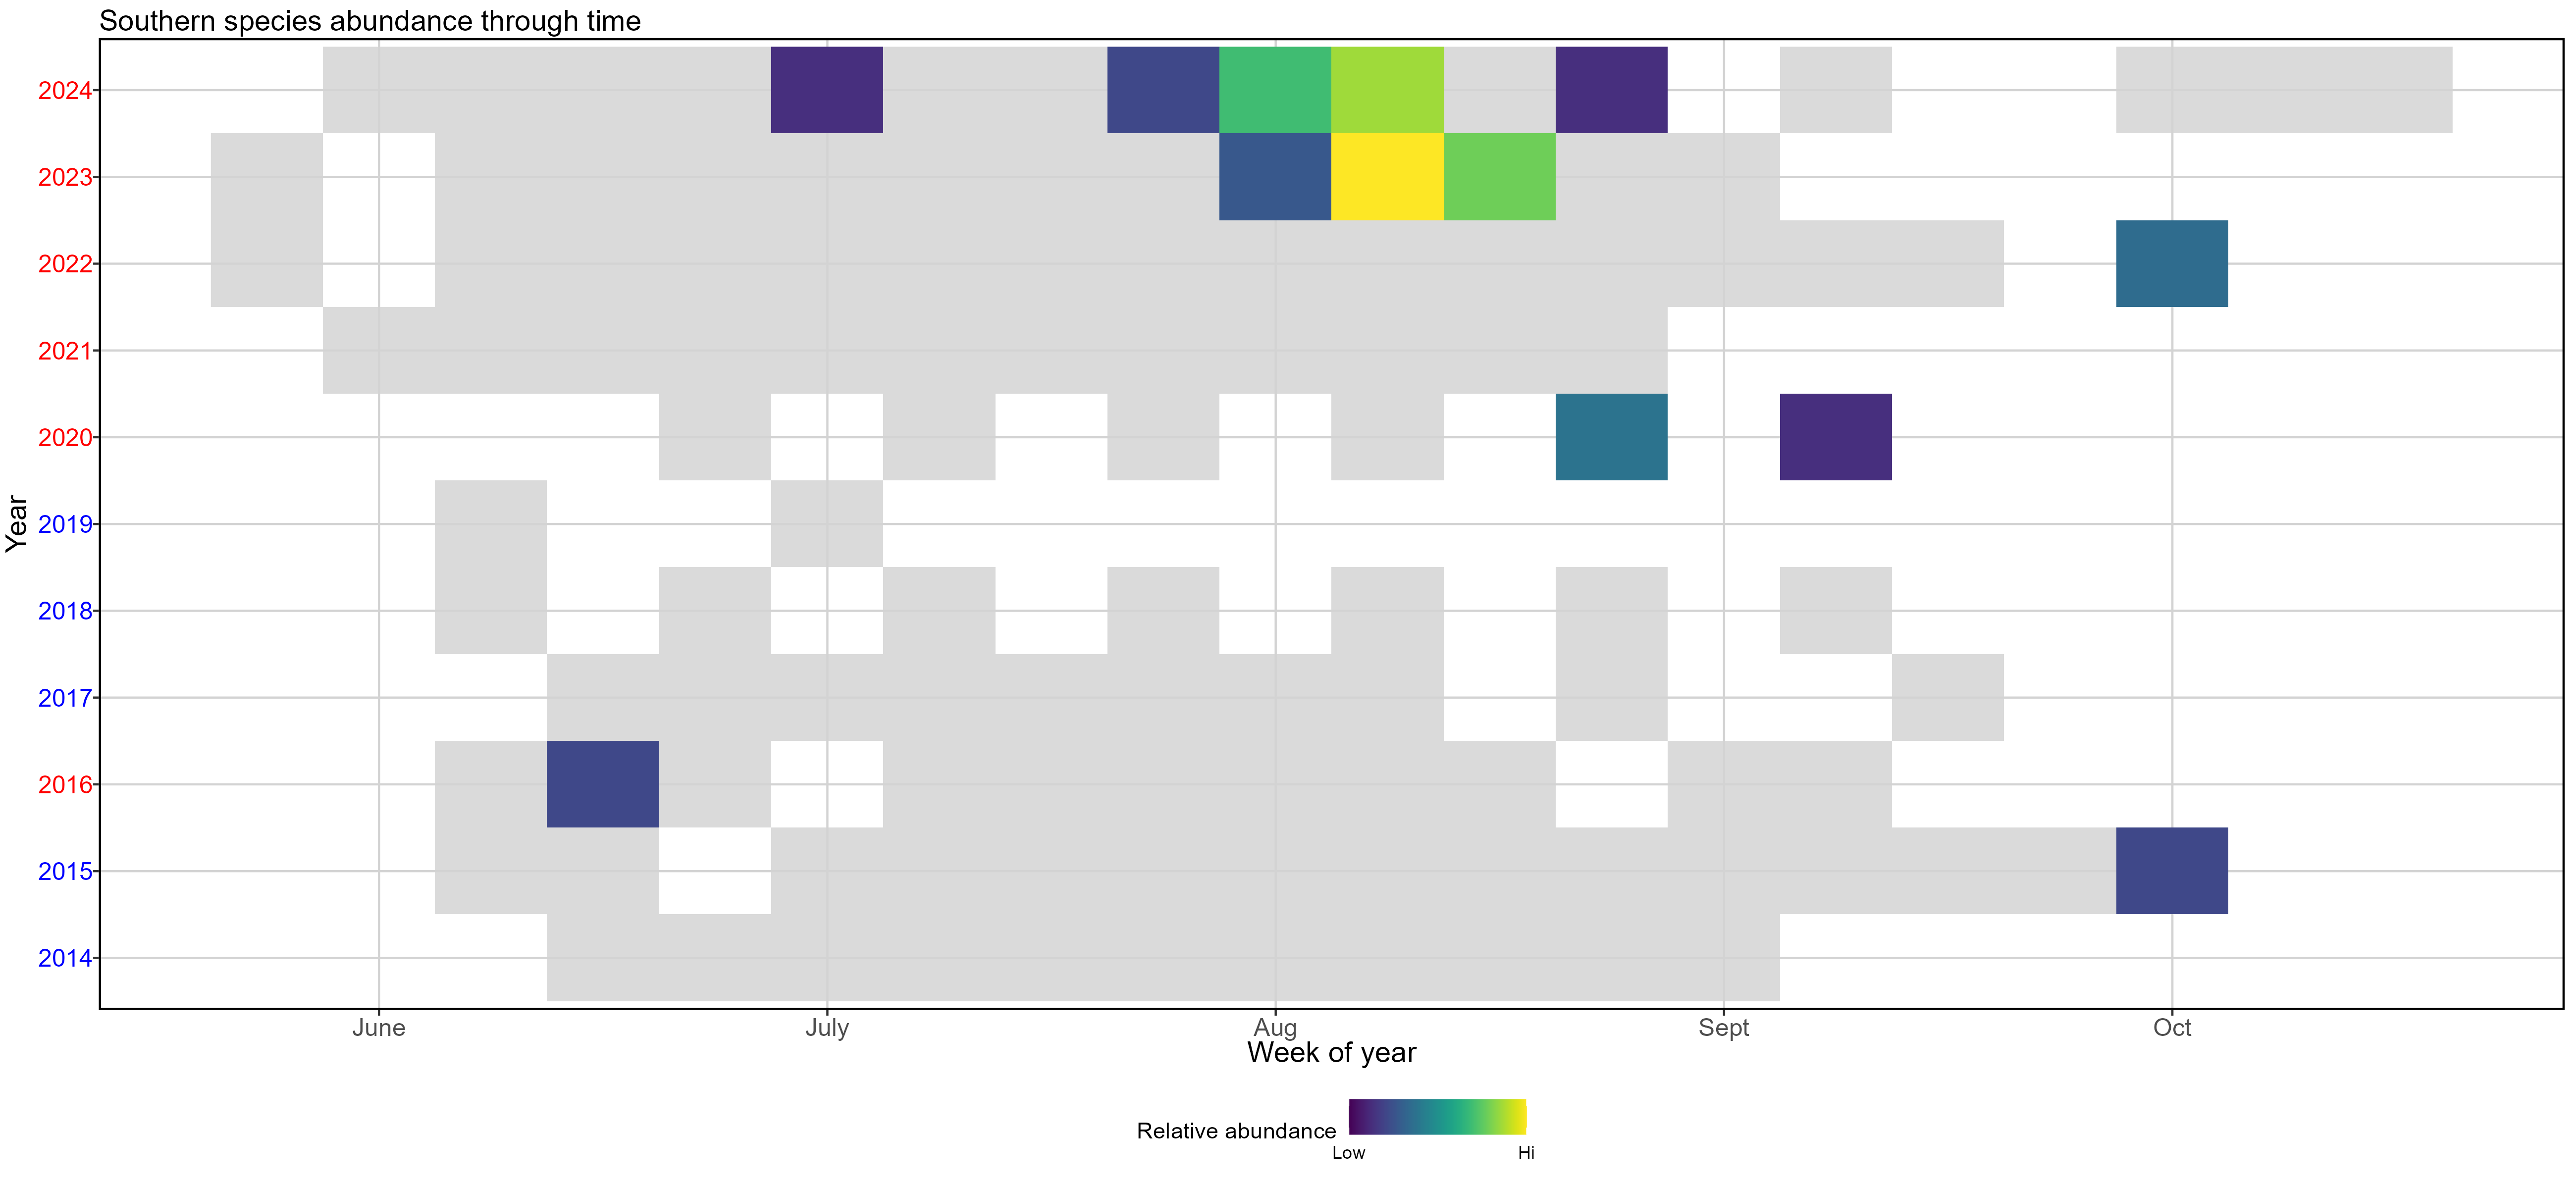 Southern species abundance through time
2024
2023
2022
2021
2020
2019
2018
2017
2016
2015
2014
Year
June July Aug Sept Oct
Week of year
Relative abundance
Low Hi